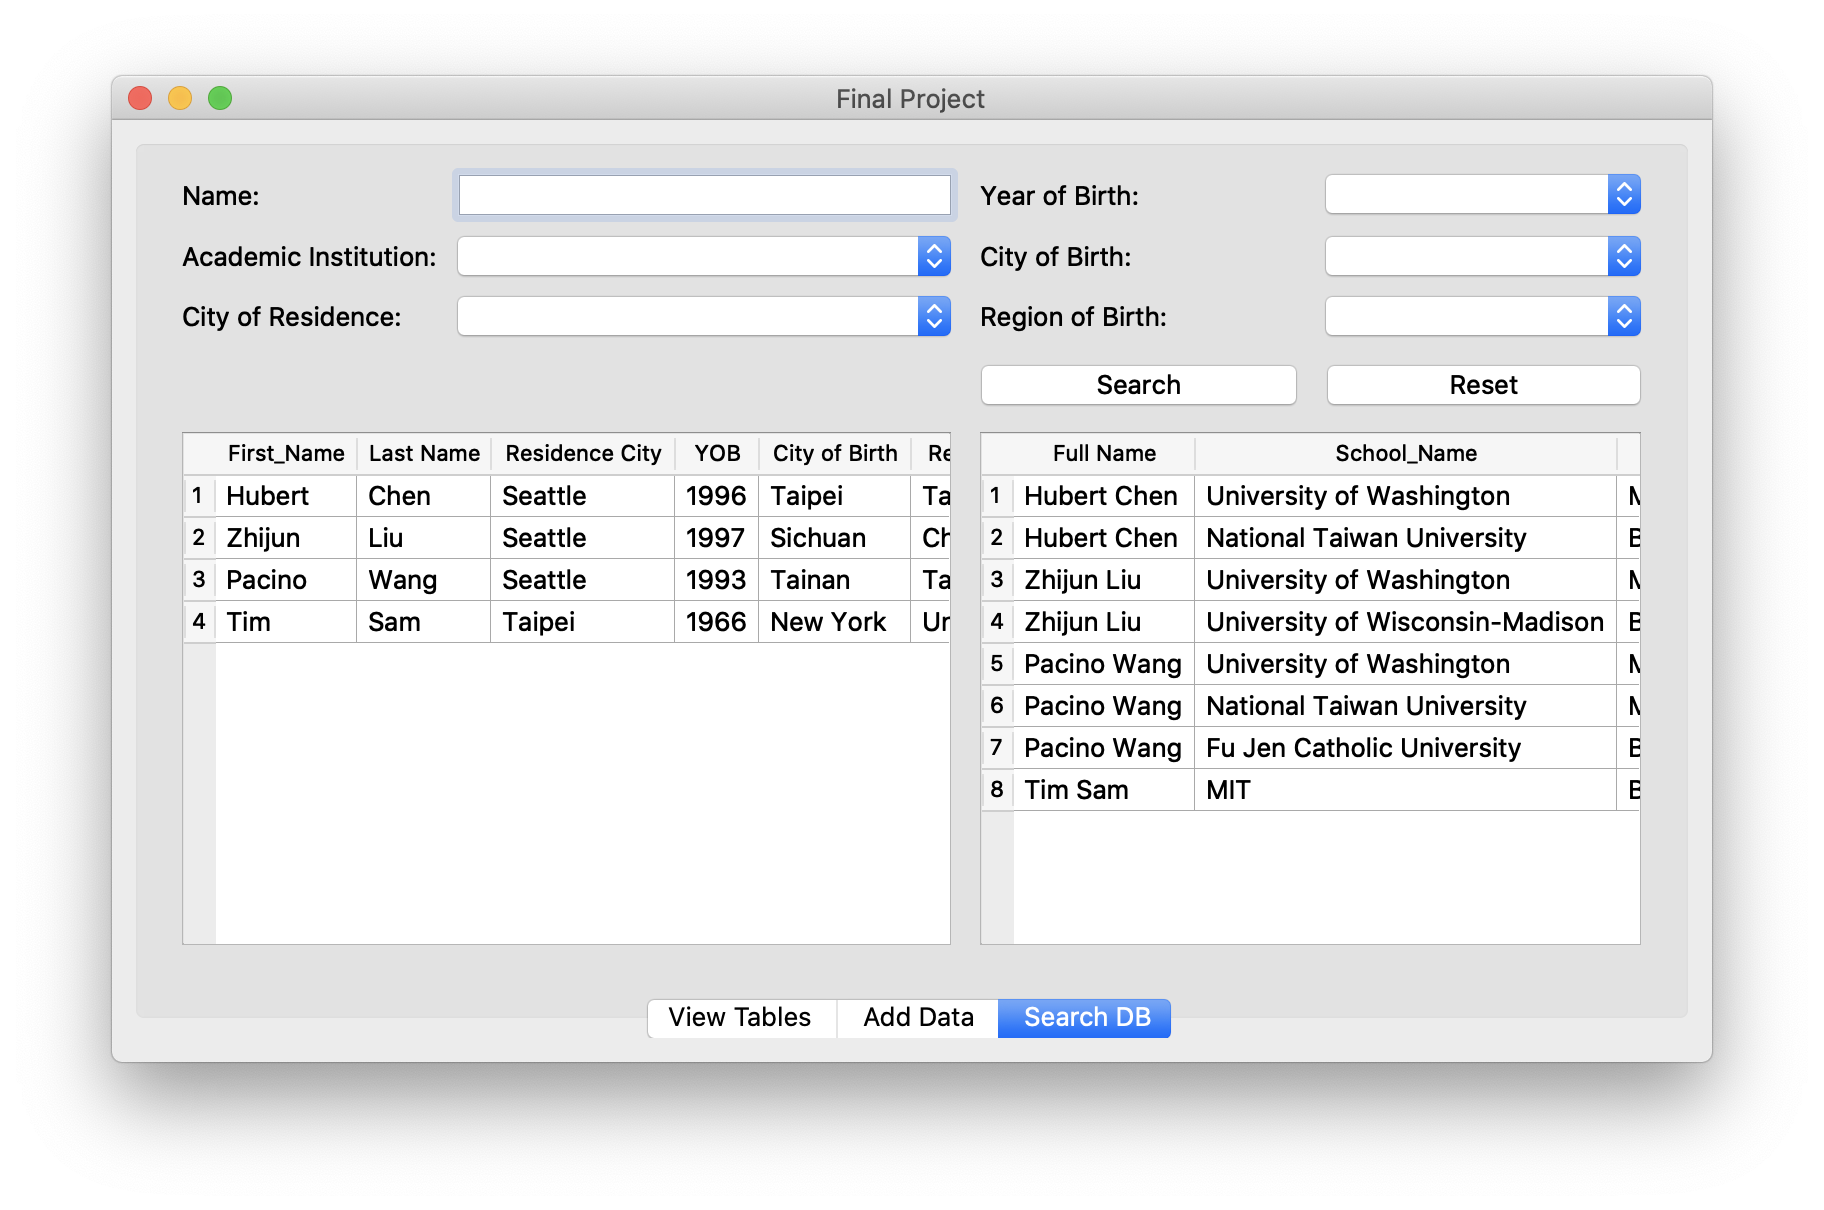 Final Project
Name:
Year of Birth:
Academic Institution:
City of Birth:
City of Residence:
Region of Birth:
Search Reset
First_Name Last Name Residence City YOB City of Birth Re
1 Hubert Chen Seattle 1996 Taipei Ta
2 Zhijun Liu Seattle 1997 Sichuan Ch
3 Pacino Wang Seattle 1993 Tainan Ta
4 Tim Sam Taipei 1966 New York Un
Full Name School_Name
1 Hubert Chen University of Washington M
2 Hubert Chen National Taiwan University B
3 Zhijun Liu University of Washington M
4 Zhijun Liu University of Wisconsin-Madison B
5 Pacino Wang University of Washington M
6 Pacino Wang National Taiwan University M
7 Pacino Wang Fu Jen Catholic University B
8 Tim Sam MIT B
View Tables Add Data Search DB